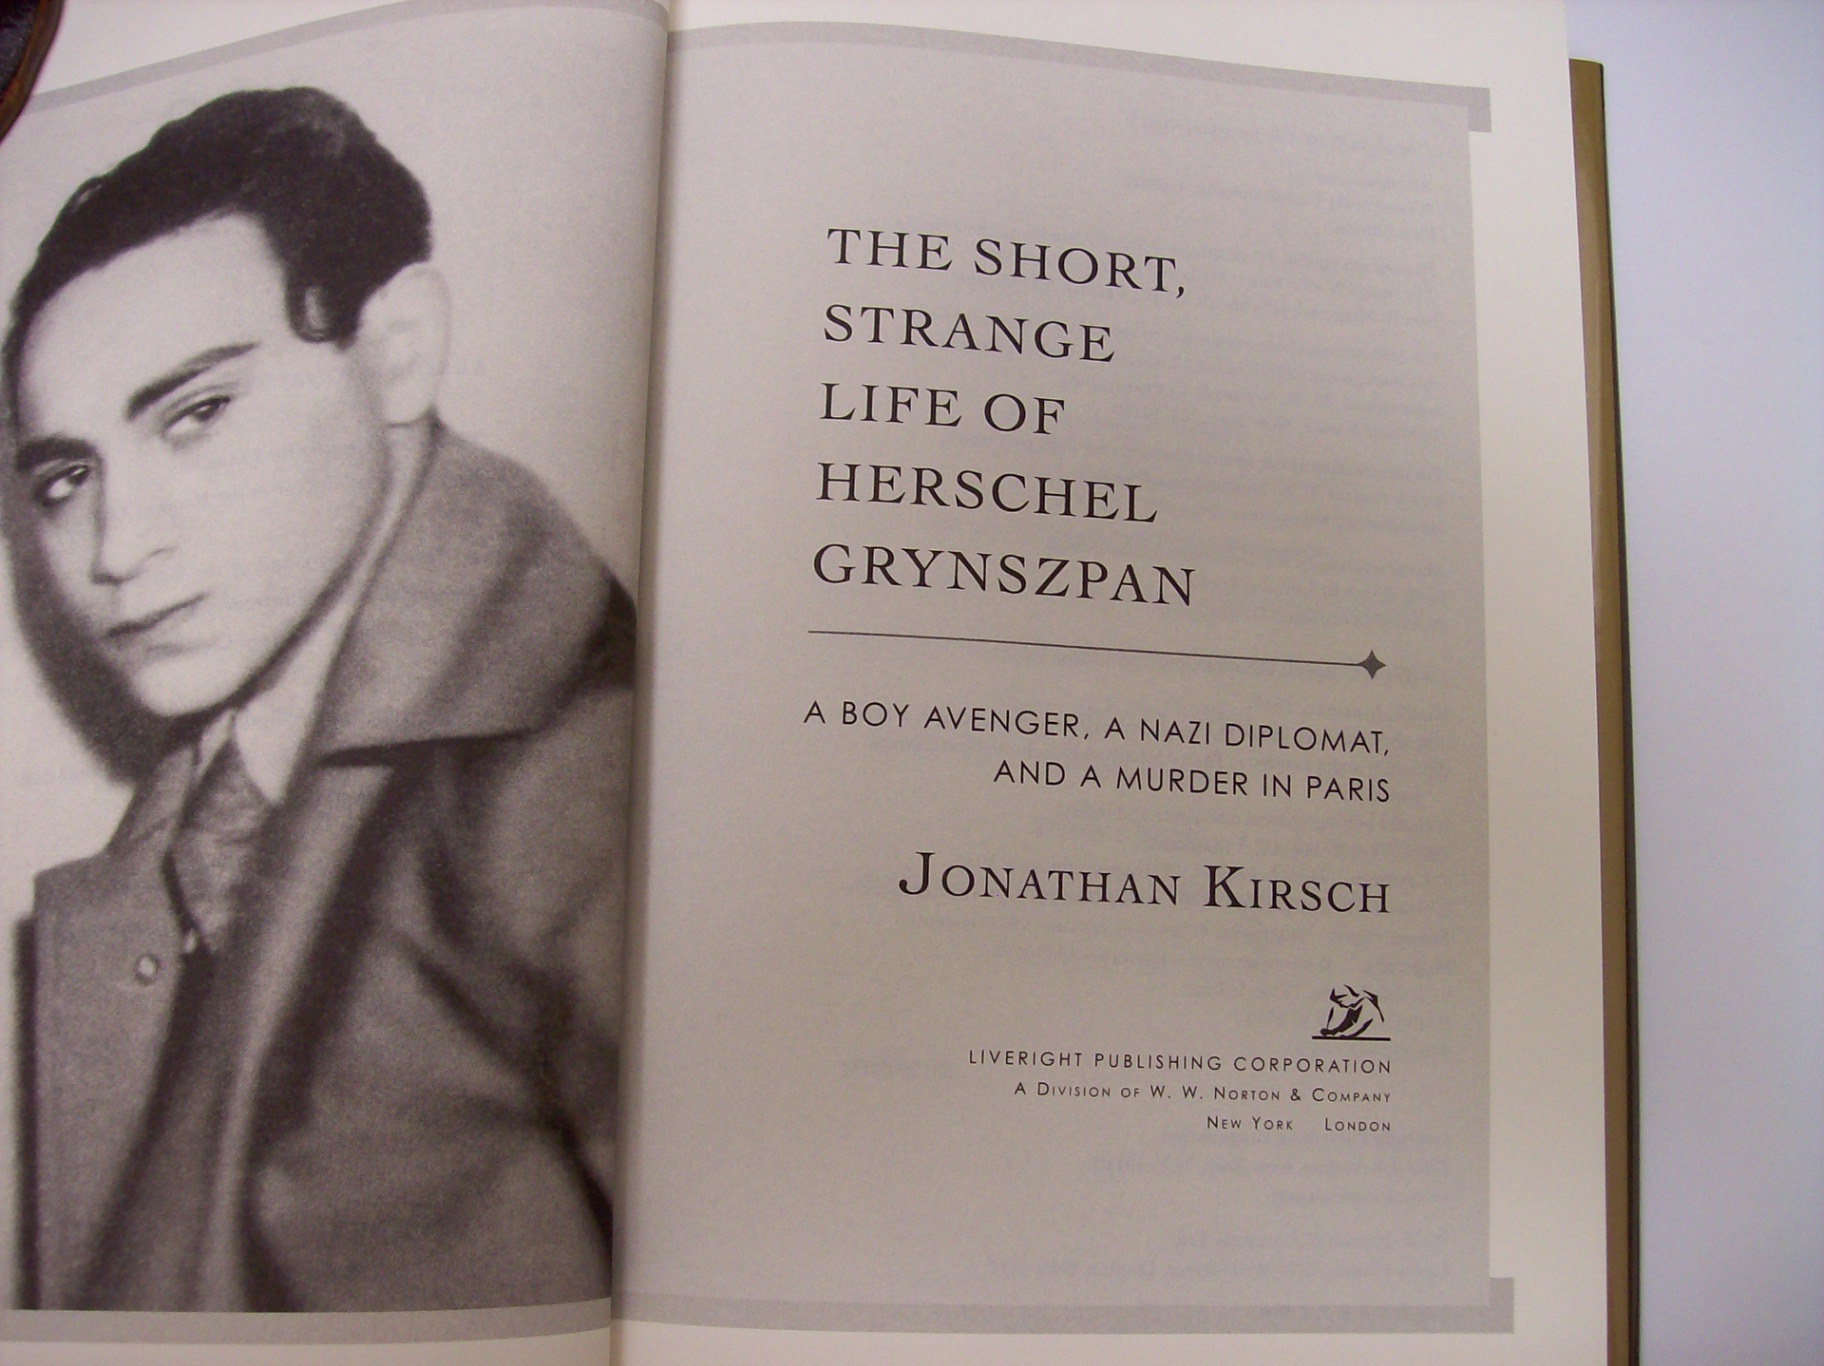 THE SHORT,
STRANGE
LIFE OF
HERSCHEL
GRYNSZPAN
A BOY AVENGER, A NAZI DIPLOMAT,
AND A MURDER IN PARIS
JONATHAN KIRSCH
LIVERIGHT PUBLISHING CORPORATION
A DIVISION OF W. W. NORTON & COMPANY
NEW YORK LONDON